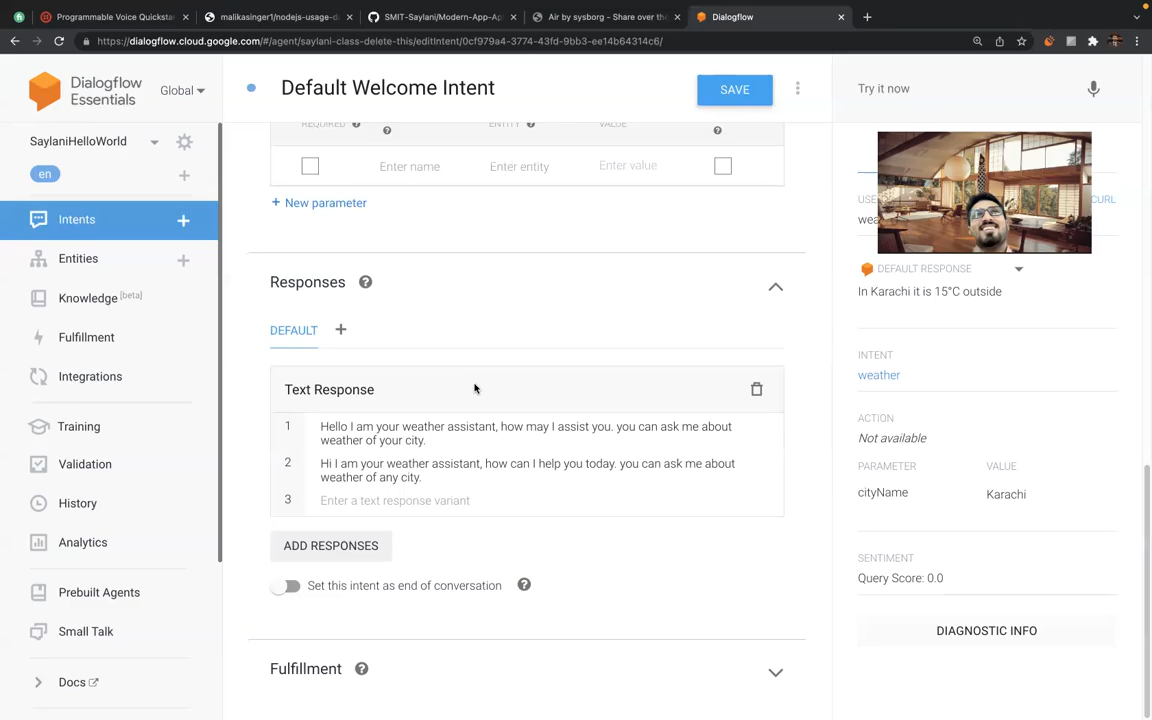 Programmable Voice Quickstar
malikasinger1/nodejs-usage-da
SMIT-Saylani/Modern-App-Ap
Air by sysborg - Share over the
Dialogflow
https://dialogflow.cloud.google.com/#/agent/saylani-class-delete-this/editIntent/0cf979a4-3774-43fd-9bb3-ee14b64314c6/
Dialogflow
Essentials
Global
Default Welcome Intent
SAVE
Try it now
SaylaniHelloWorld
en
Intents
Entities
Knowledge [beta]
Fulfillment
Integrations
Training
Validation
History
Analytics
Prebuilt Agents
Small Talk
Docs
REQUIRED
ENTITY
VALUE
Enter name
Enter entity
Enter value
+ New parameter
Responses
DEFAULT
Text Response
1 Hello I am your weather assistant, how may I assist you. you can ask me about
weather of your city.
2 Hi I am your weather assistant, how can I help you today. you can ask me about
weather of any city.
3 Enter a text response variant
ADD RESPONSES
Set this intent as end of conversation
Fulfillment
CURL
DEFAULT RESPONSE
In Karachi it is 15°C outside
INTENT
weather
ACTION
Not available
PARAMETER
VALUE
cityName
Karachi
SENTIMENT
Query Score: 0.0
DIAGNOSTIC INFO